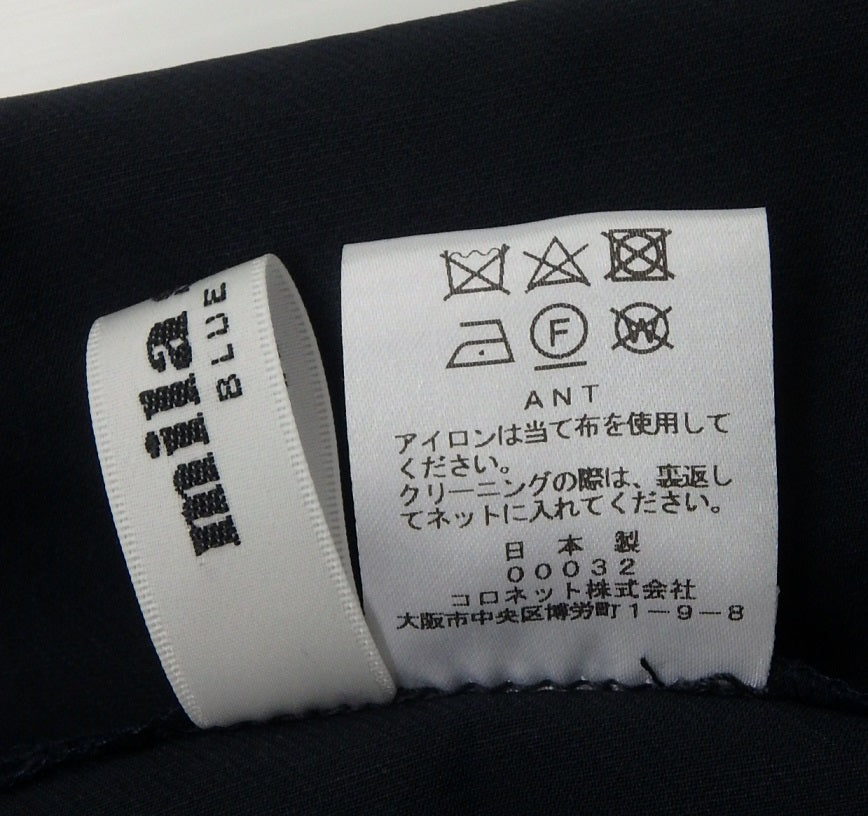 milla
BLUE
F
W
ANT
アイロンは当て布を使用して
ください。
クリーニングの際は、裏返し
てネットに入れてください。
日本製
00032
コロネット株式会社
大阪市中央区博労町1-9-8